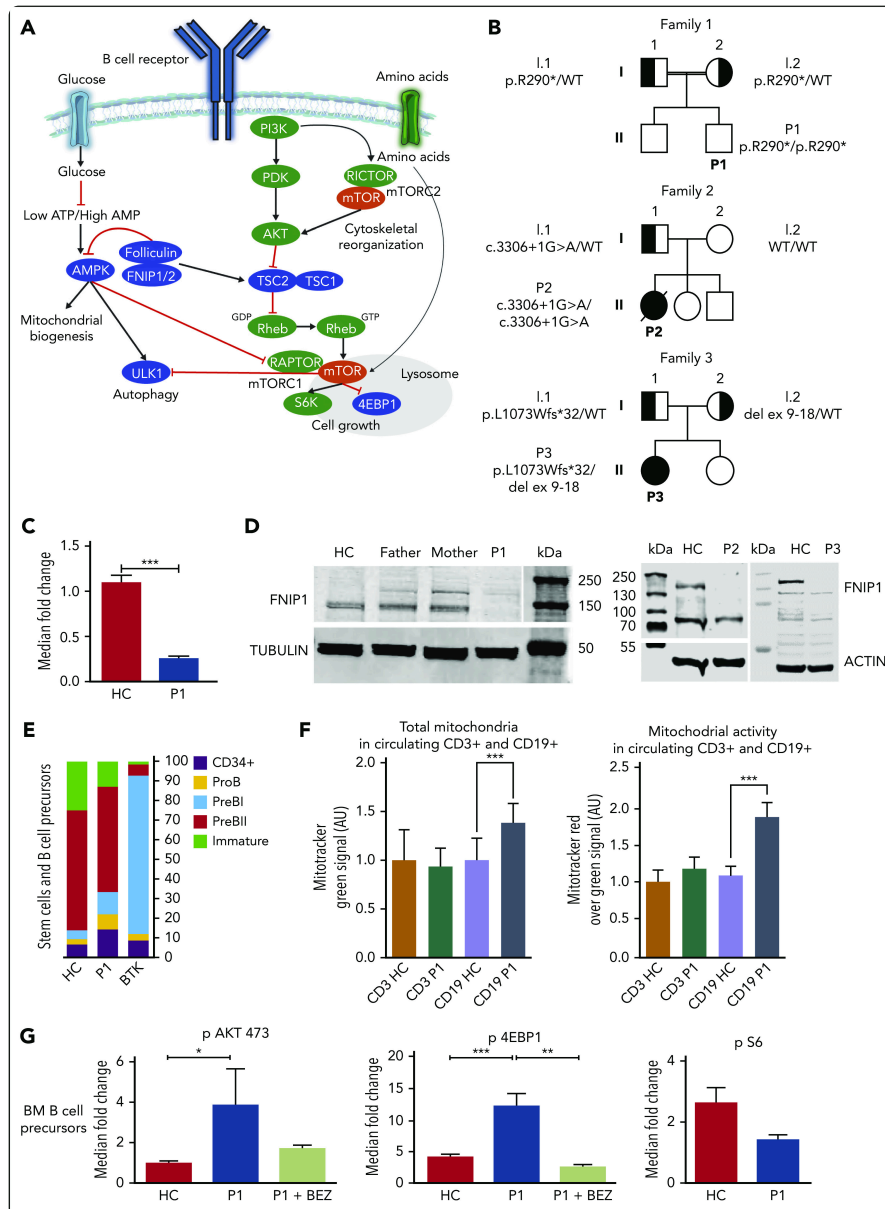 A
B cell receptor
Glucose
Amino acids
PI3K
Glucose
Amino acids
PDK
RICTOR
mTOR
mTORC2
Low ATP/High AMP
AKT
Cytoskeletal
reorganization
Folliculin
AMPK
FNIP1/2
TSC2
TSC1
Mitochondrial
biogenesis
GDP
Rheb
Rheb
GTP
RAPTOR
ULK1
mTOR
Lysosome
mTORC1
Autophagy
S6K
4EBP1
Cell growth
B
Family 1
1
2
I.1
p.R290*/WT
I
I.2
p.R290*/WT
II
P1
p.R290*/p.R290*
P1
Family 2
1
2
I.1
c.3306+1G>A/WT
I
I.2
WT/WT
P2
c.3306+1G>A/
c.3306+1G>A
II
P2
Family 3
1
2
I.1
p.L1073Wfs*32/WT
I
I.2
del ex 9-18/WT
P3
p.L1073Wfs*32/
del ex 9-18
II
P3
C
Median fold change
1.5
1.0
0.5
0.0
***
HC
P1
D
HC
Father
Mother
P1
kDa
FNIP1
250
150
TUBULIN
50
kDa
HC
P2
kDa
HC
P3
250
130
100
70
55
FNIP1
ACTIN
E
Stem cells and B cell precursors
100
90
80
70
60
50
40
30
20
10
0
HC
P1
BTK
CD34+
ProB
PreBI
PreBII
Immature
F
Total mitochondria
in circulating CD3+ and CD19+
Mitotracker
green signal (AU)
2.0
1.5
1.0
0.5
0.0
***
CD3 HC
CD3 P1
CD19 HC
CD19 P1
Mitochodrial activity
in circulating CD3+ and CD19+
Mitotracker red
over green signal (AU)
2.5
2.0
1.5
1.0
0.5
0.0
***
CD3 HC
CD3 P1
CD19 HC
CD19 P1
G
BM B cell
precursors
p AKT 473
Median fold change
6
4
2
0
*
HC
P1
P1 + BEZ
p 4EBP1
Median fold change
20
15
10
5
0
***
**
HC
P1
P1 + BEZ
p S6
Median fold change
4
2
0
HC
P1